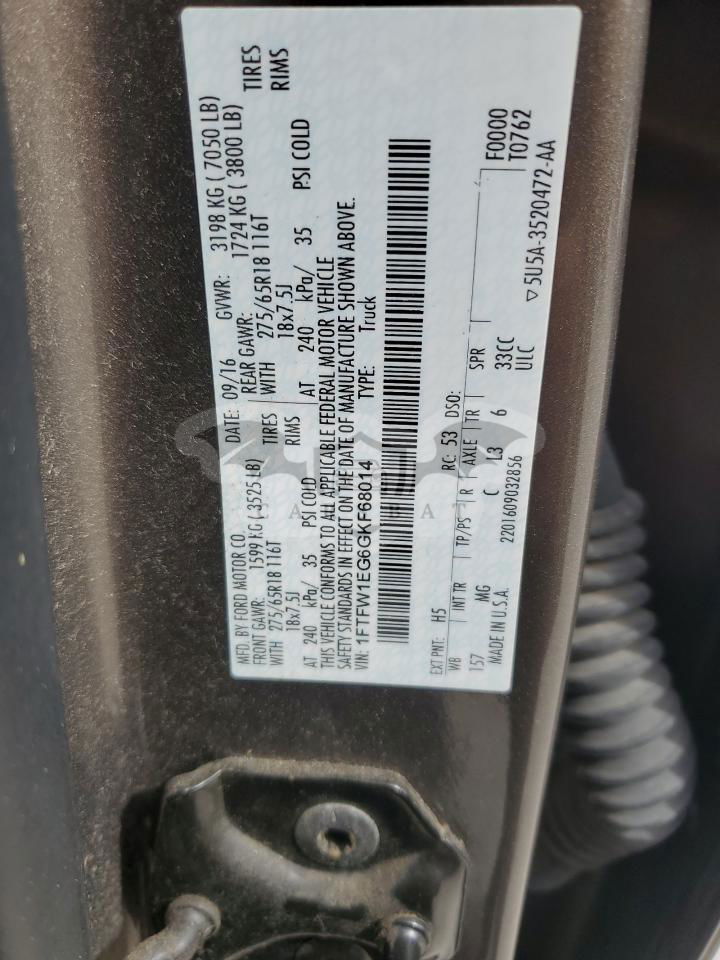 MFD. BY FORD MOTOR CO. DATE: 09/16 GVWR: 3198 KG ( 7050 LB)
FRONT GAWR: 1599 KG ( 3525 LB) REAR GAWR: 1724 KG ( 3800 LB)
WITH 275/65R18 116T TIRES WITH 275/65R18 116T TIRES
18x7.5J RIMS 18x7.5J RIMS
AT 240 kPa/ 35 PSI COLD AT 240 kPa/ 35 PSI COLD
THIS VEHICLE CONFORMS TO ALL APPLICABLE FEDERAL MOTOR VEHICLE
SAFETY STANDARDS IN EFFECT ON THE DATE OF MANUFACTURE SHOWN ABOVE.
VIN: 1FTFW1EG6GKF68014 TYPE: Truck
F0000
T0762
EXT PNT: H5 RC: 53 DSO:
WB INT TR TP/PS R AXLE TR SPR
157 MG C L3 6 33CC
MADE IN U.S.A. 2201609032856 ULC
▽5U5A-3520472-AA
CARBAT